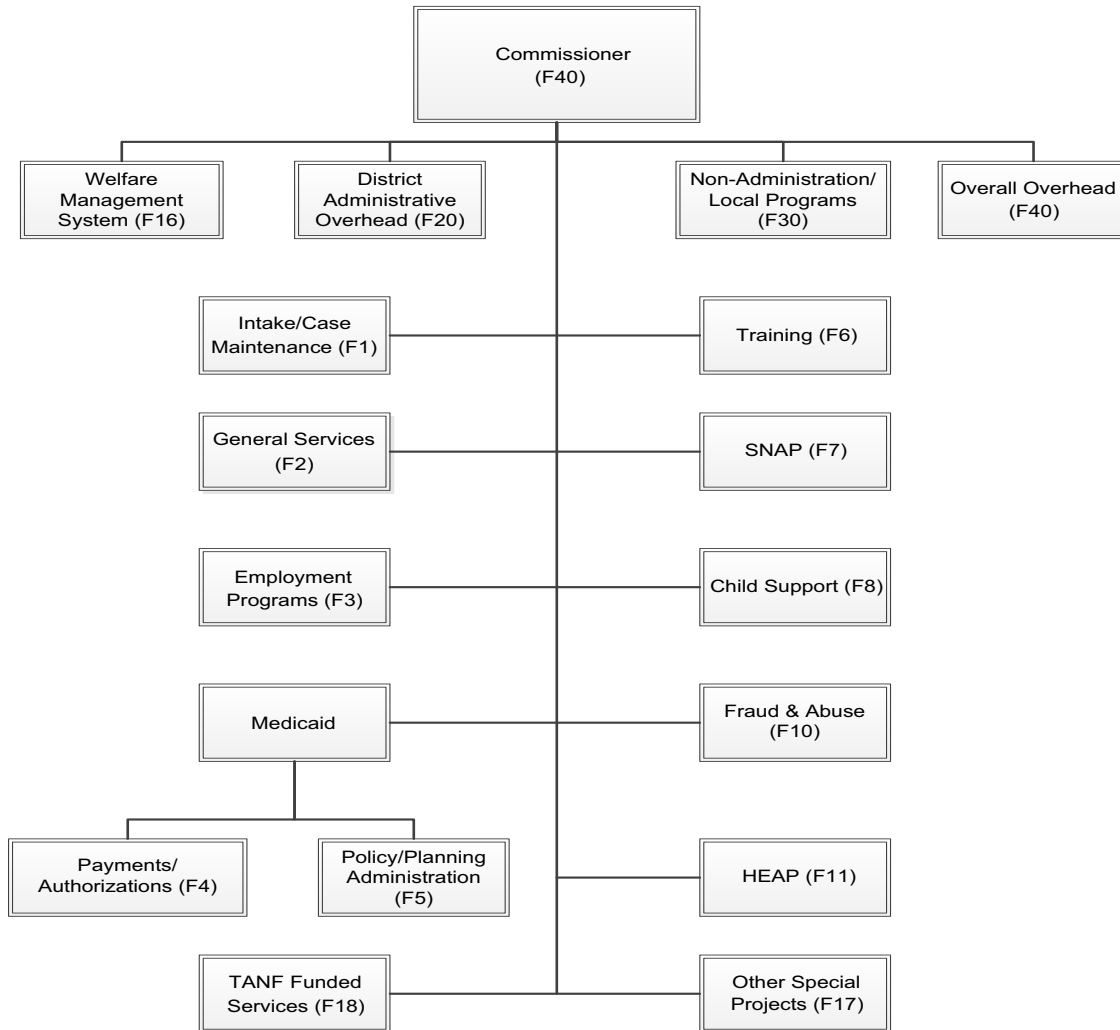 Commissioner
(F40)
Welfare
Management
System (F16)
District
Administrative
Overhead (F20)
Non-Administration/
Local Programs
(F30)
Overall Overhead
(F40)
Intake/Case
Maintenance (F1)
Training (F6)
General Services
(F2)
SNAP (F7)
Employment
Programs (F3)
Child Support (F8)
Medicaid
Fraud & Abuse
(F10)
Payments/
Authorizations (F4)
Policy/Planning
Administration
(F5)
HEAP (F11)
TANF Funded
Services (F18)
Other Special
Projects (F17)